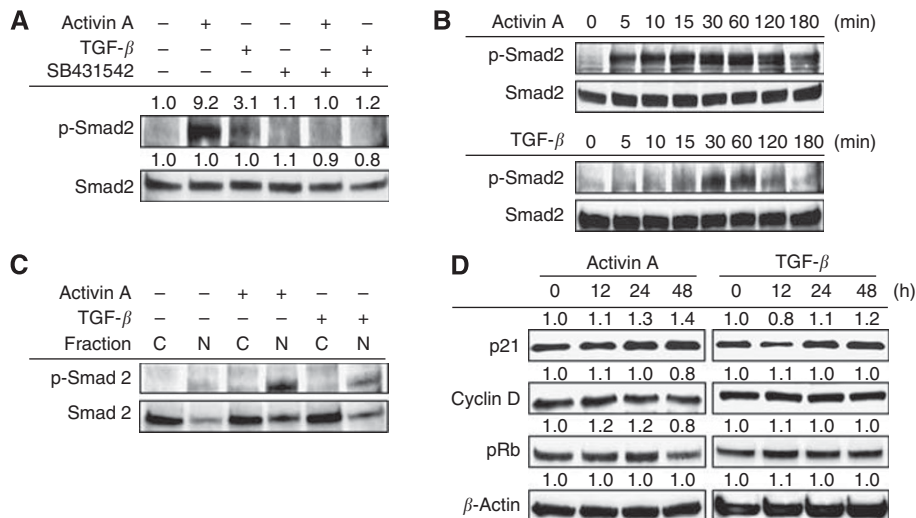 A
Activin A – + – – + –
TGF-β – – + – – +
SB431542 – – – + + +
1.0 9.2 3.1 1.1 1.0 1.2
p-Smad2
1.0 1.0 1.0 1.1 0.9 0.8
Smad2
B
Activin A 0 5 10 15 30 60 120 180 (min)
p-Smad2
Smad2
TGF-β 0 5 10 15 30 60 120 180 (min)
p-Smad2
Smad2
C
Activin A – – + + – –
TGF-β – – – – + +
Fraction C N C N C N
p-Smad 2
Smad 2
D
Activin A TGF-β
0 12 24 48 0 12 24 48 (h)
1.0 1.1 1.3 1.4 1.0 0.8 1.1 1.2
p21
1.0 1.1 1.0 0.8 1.0 1.1 1.0 1.0
Cyclin D
1.0 1.2 1.2 0.8 1.0 1.1 1.0 1.0
pRb
1.0 1.0 1.0 1.0 1.0 1.1 1.0 1.0
β-Actin